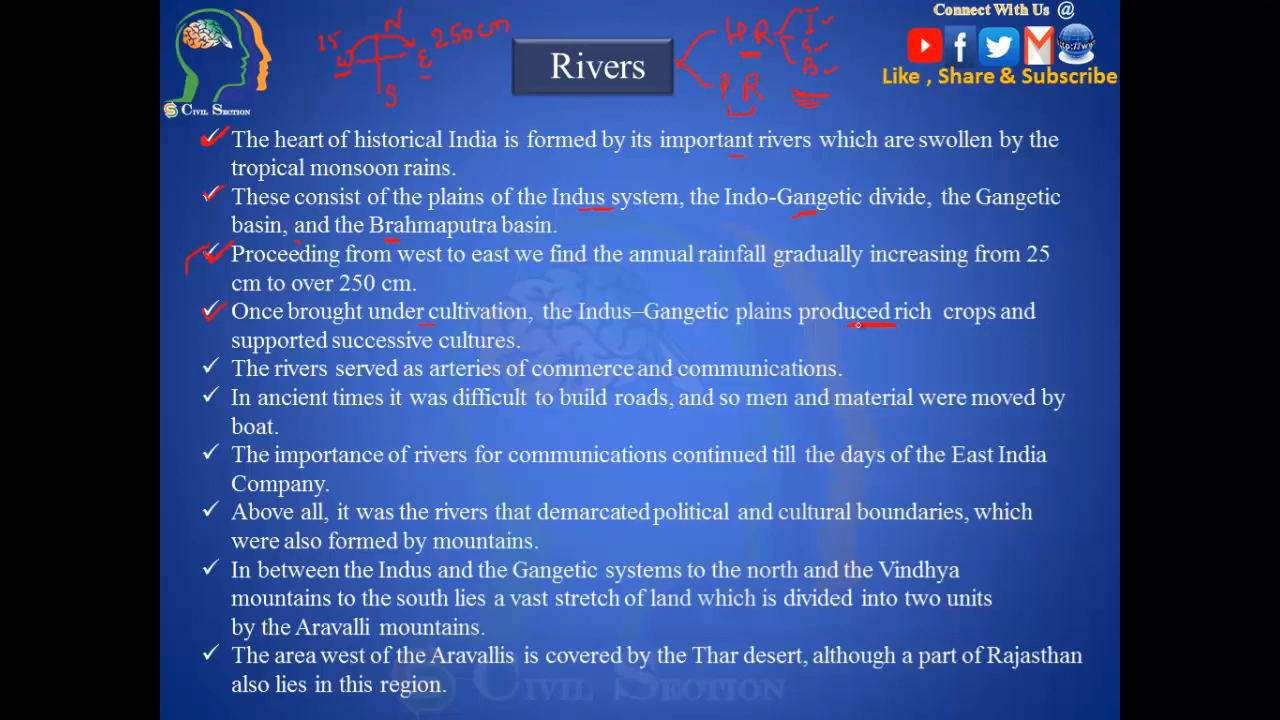 Connect With Us @
N
25
W
E
250cm
S
Rivers
HR
I
G
B
PR
http://www
Like , Share & Subscribe
S CIVIL SECTION
The heart of historical India is formed by its important rivers which are swollen by the
tropical monsoon rains.
These consist of the plains of the Indus system, the Indo-Gangetic divide, the Gangetic
basin, and the Brahmaputra basin.
Proceeding from west to east we find the annual rainfall gradually increasing from 25
cm to over 250 cm.
Once brought under cultivation, the Indus–Gangetic plains produced rich crops and
supported successive cultures.
The rivers served as arteries of commerce and communications.
In ancient times it was difficult to build roads, and so men and material were moved by
boat.
The importance of rivers for communications continued till the days of the East India
Company.
Above all, it was the rivers that demarcated political and cultural boundaries, which
were also formed by mountains.
In between the Indus and the Gangetic systems to the north and the Vindhya
mountains to the south lies a vast stretch of land which is divided into two units
by the Aravalli mountains.
The area west of the Aravallis is covered by the Thar desert, although a part of Rajasthan
also lies in this region.
S CIVIL SECTION